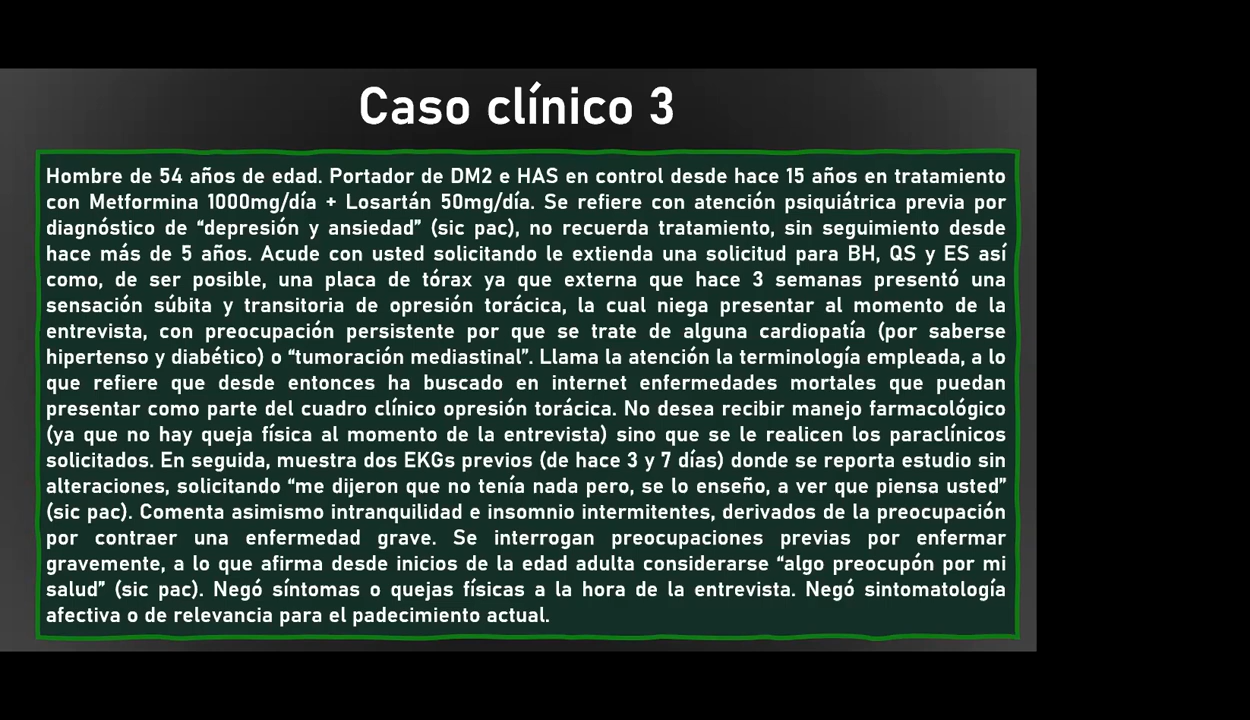 Caso clínico 3
Hombre de 54 años de edad. Portador de DM2 e HAS en control desde hace 15 años en tratamiento
con Metformina 1000mg/día + Losartán 50mg/día. Se refiere con atención psiquiátrica previa por
diagnóstico de “depresión y ansiedad” (sic pac), no recuerda tratamiento, sin seguimiento desde
hace más de 5 años. Acude con usted solicitando le extienda una solicitud para BH, QS y ES así
como, de ser posible, una placa de tórax ya que externa que hace 3 semanas presentó una
sensación súbita y transitoria de opresión torácica, la cual niega presentar al momento de la
entrevista, con preocupación persistente por que se trate de alguna cardiopatía (por saberse
hipertenso y diabético) o “tumoración mediastinal”. Llama la atención la terminología empleada, a lo
que refiere que desde entonces ha buscado en internet enfermedades mortales que puedan
presentar como parte del cuadro clínico opresión torácica. No desea recibir manejo farmacológico
(ya que no hay queja física al momento de la entrevista) sino que se le realicen los paraclínicos
solicitados. En seguida, muestra dos EKGs previos (de hace 3 y 7 días) donde se reporta estudio sin
alteraciones, solicitando “me dijeron que no tenía nada pero, se lo enseño, a ver que piensa usted”
(sic pac). Comenta asimismo intranquilidad e insomnio intermitentes, derivados de la preocupación
por contraer una enfermedad grave. Se interrogan preocupaciones previas por enfermar
gravemente, a lo que afirma desde inicios de la edad adulta considerarse “algo preocupón por mi
salud” (sic pac). Negó síntomas o quejas físicas a la hora de la entrevista. Negó sintomatología
afectiva o de relevancia para el padecimiento actual.